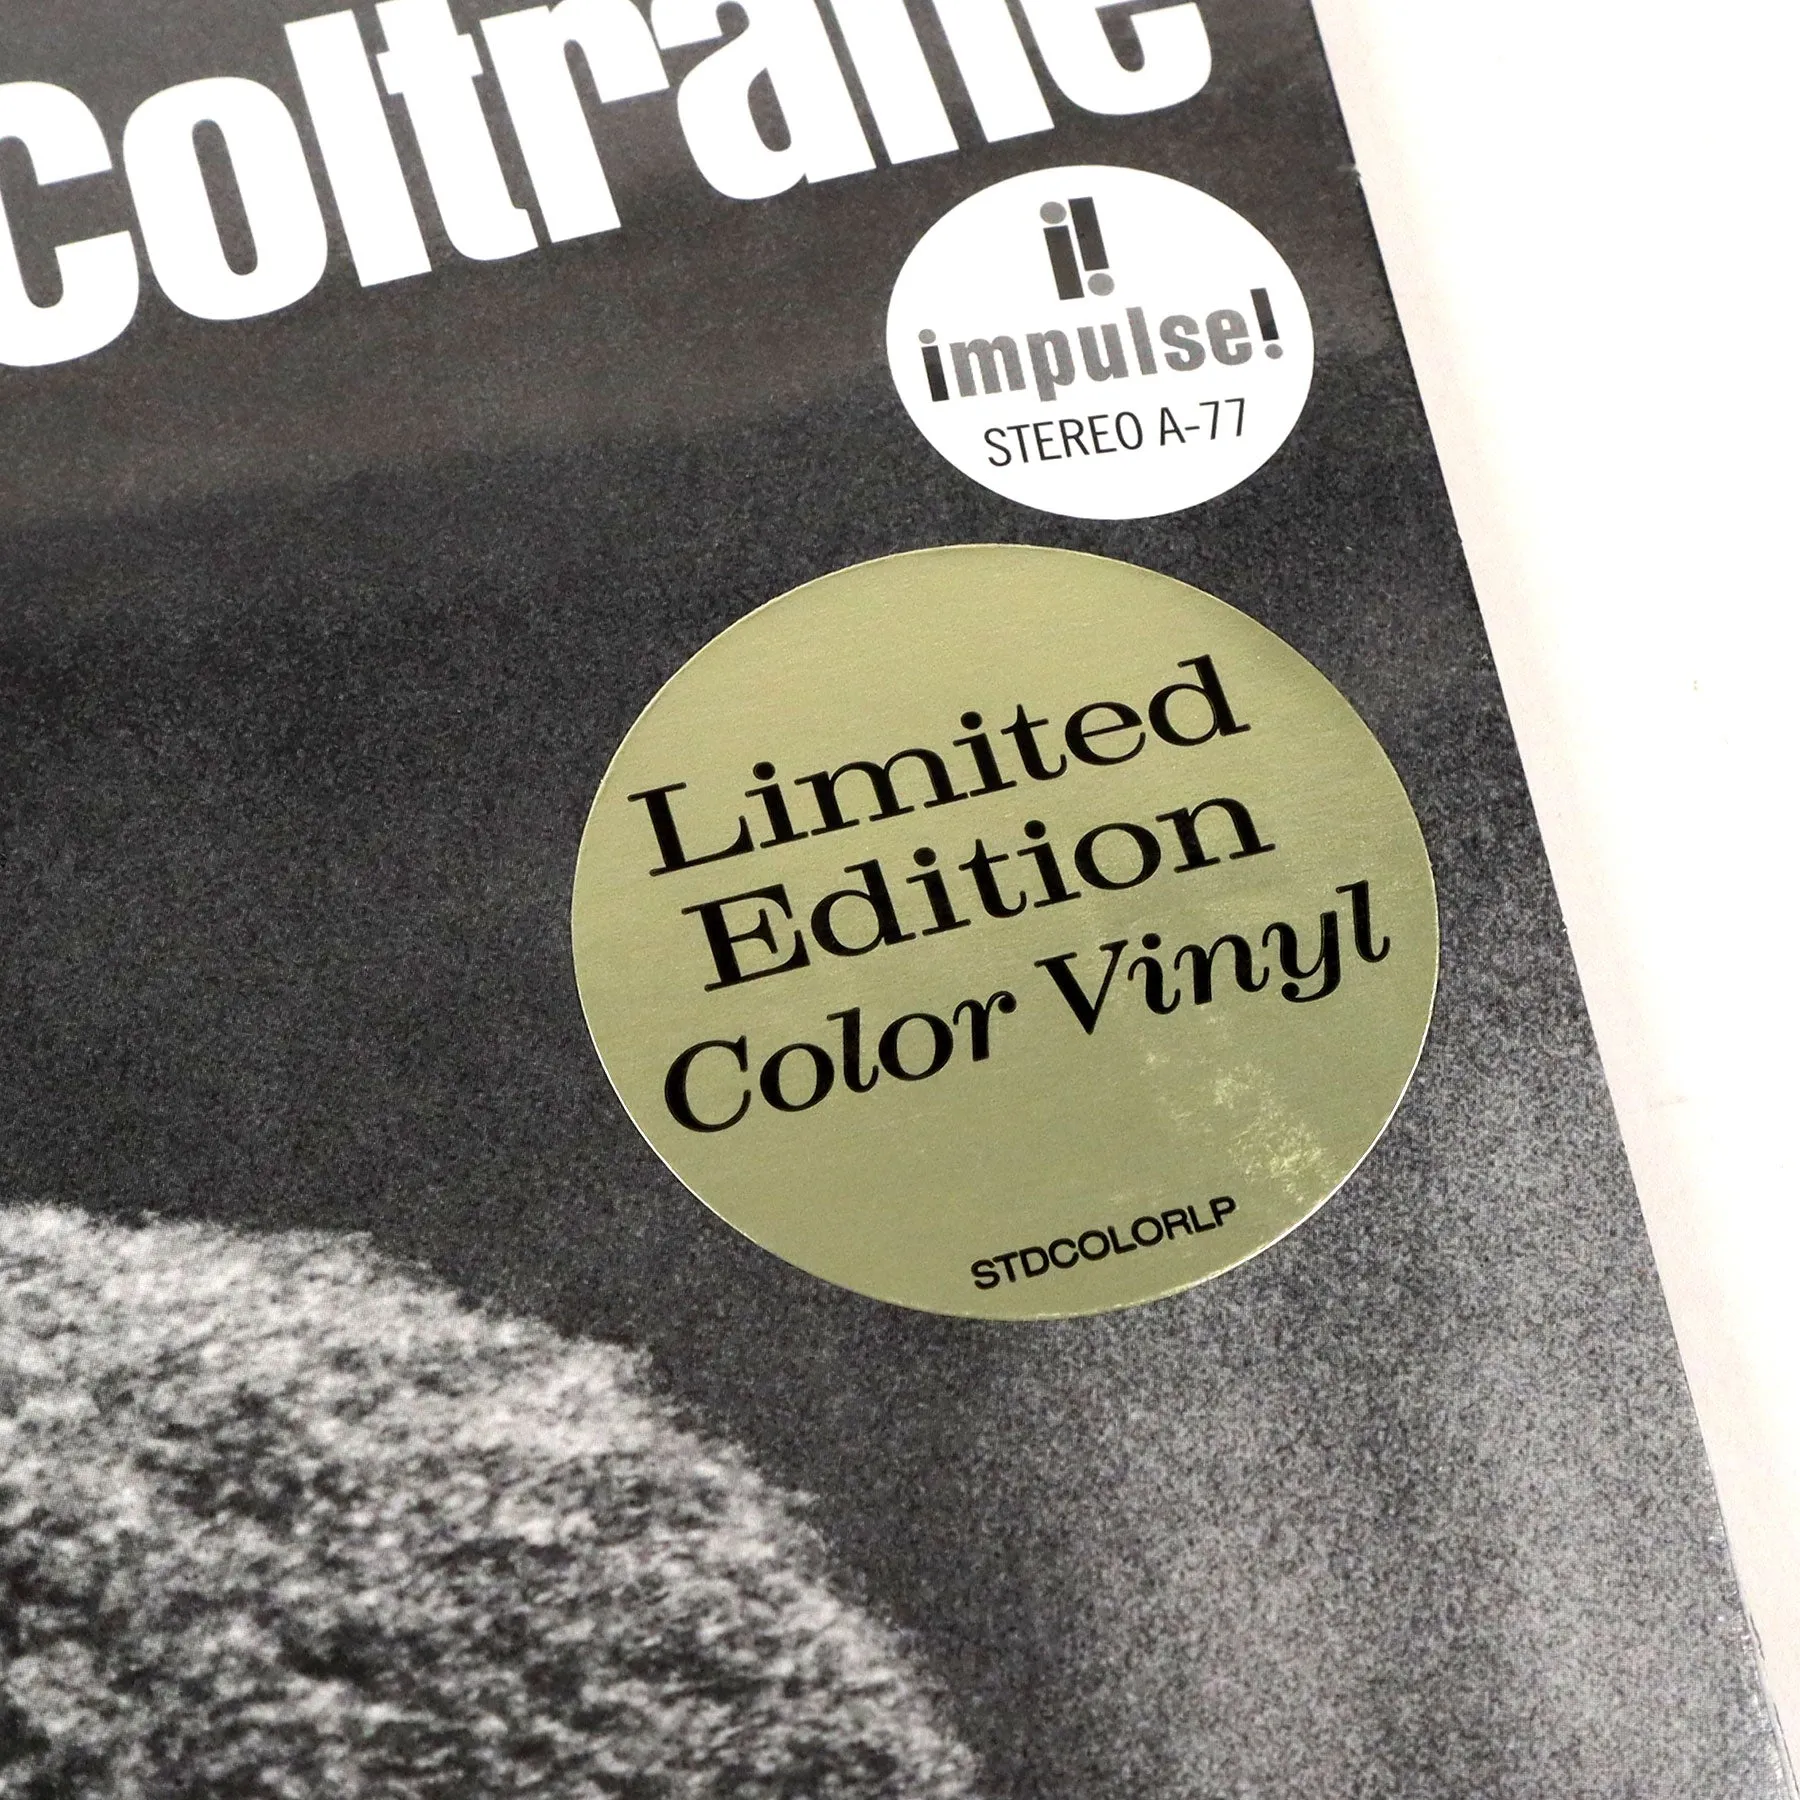 coltrane
i!
impulse!
STEREO A-77
Limited
Edition
Color Vinyl
STDCOLORLP